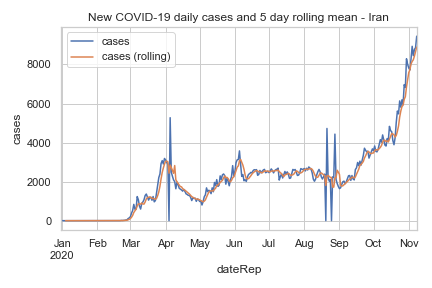 New COVID-19 daily cases and 5 day rolling mean - Iran
cases
cases (rolling)
cases
8000
6000
4000
2000
0
Jan Feb Mar Apr May Jun Jul Aug Sep Oct Nov
2020
dateRep